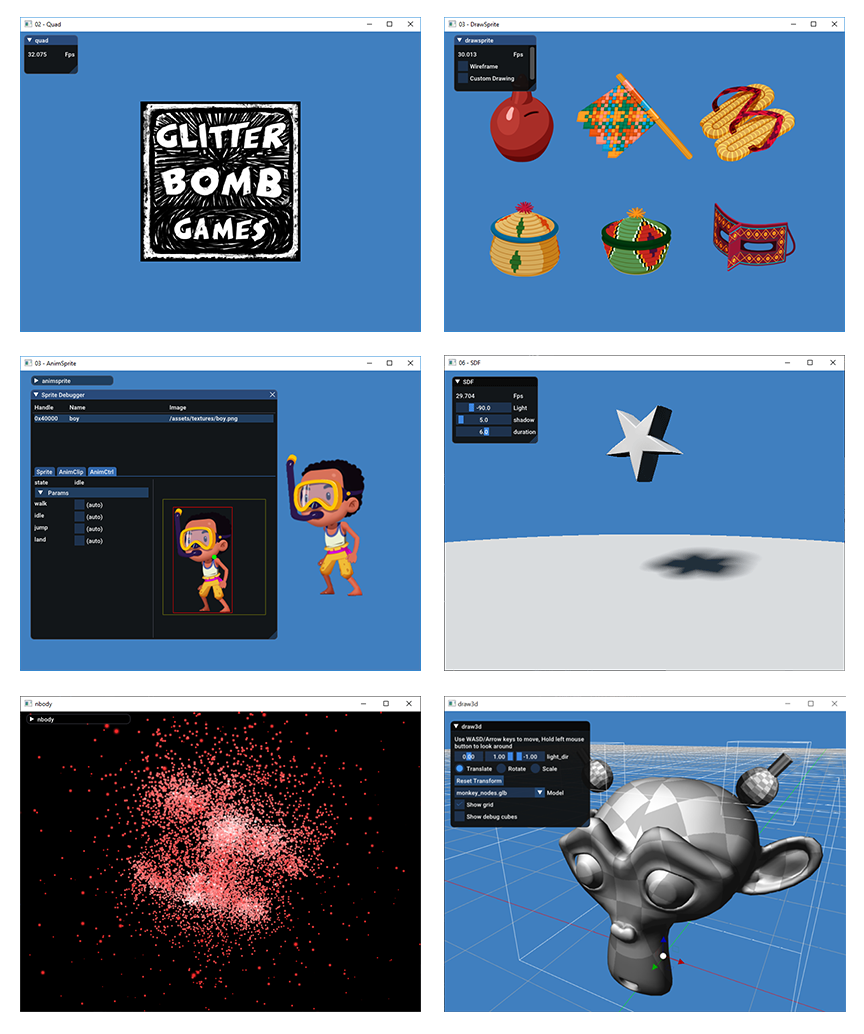 02 - Quad
quad
32.075 Fps
GLITTER
BOMB
GAMES
03 - DrawSprite
drawsprite
30.013 Fps
Wireframe
Custom Drawing
03 - AnimSprite
animsprite
Sprite Debugger
Handle Name Image
0x40000 boy /assets/textures/boy.png
Sprite AnimClip AnimCtrl
state idle
Params
walk (auto)
idle (auto)
jump (auto)
land (auto)
06 - SDF
SDF
29.704 Fps
-90.0 Light
5.0 shadow
6.0 duration
nbody
nbody
draw3d
draw3d
Use WASD/Arrow keys to move, Hold left mouse
button to look around
0.00 1.00 -1.00 light_dir
Translate Rotate Scale
Reset Transform
monkey_nodes.glb Model
Show grid
Show debug cubes